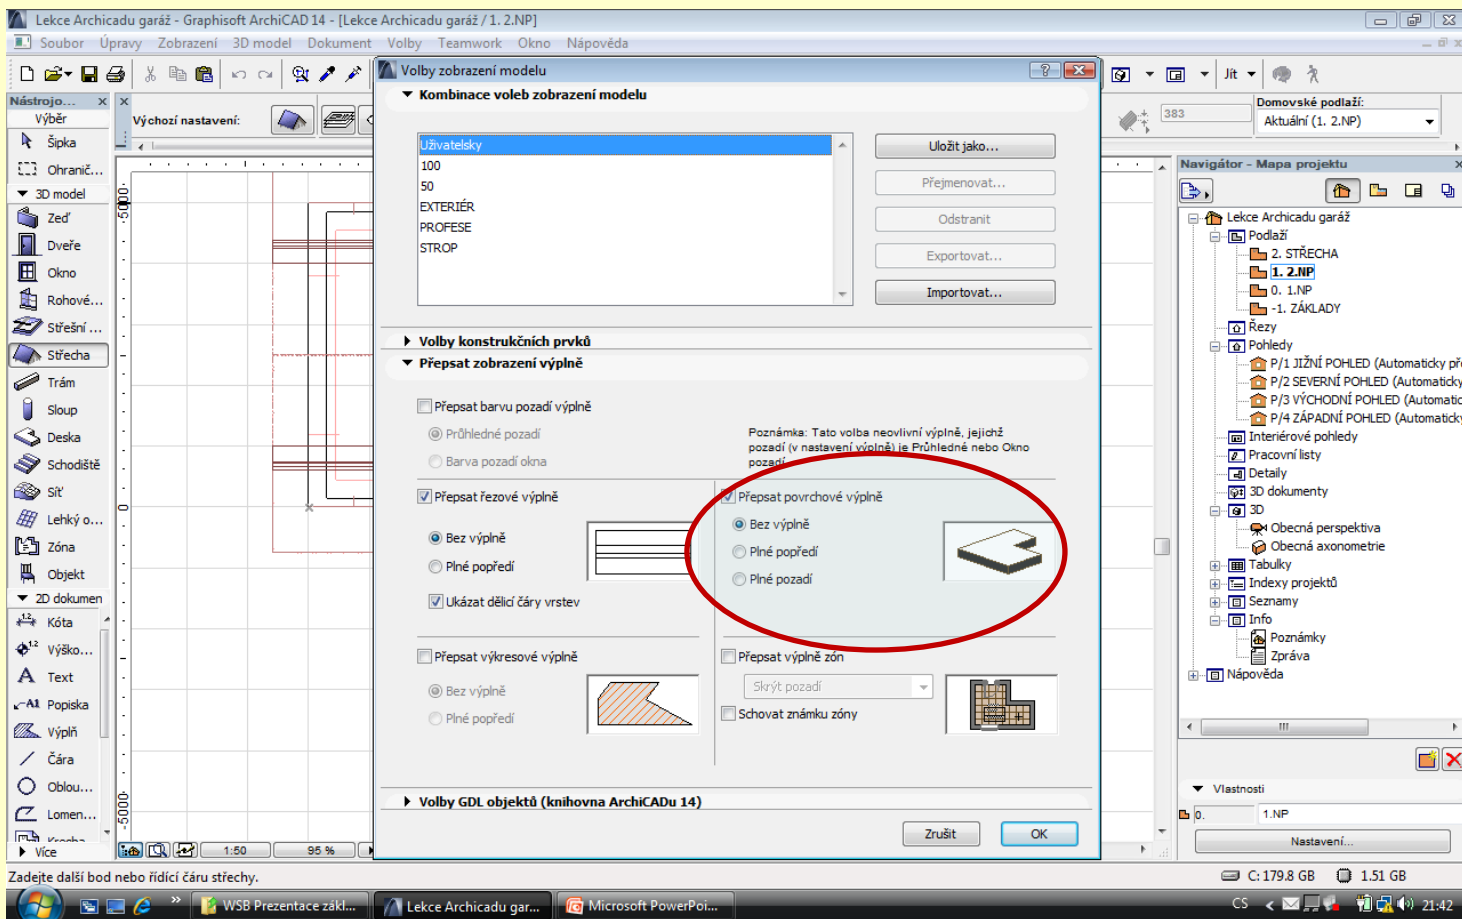 Lekce Archicadu garáž - Graphisoft ArchiCAD 14 - [Lekce Archicadu garáž / 1. 2.NP]
Soubor Úpravy Zobrazení 3D model Dokument Volby Teamwork Okno Nápověda
Jít
Nástrojo...
Výběr
Šipka
Ohranič...
3D model
Zeď
Dveře
Okno
Rohové...
Střešní ...
Střecha
Trám
Sloup
Deska
Schodiště
Síť
Lehký o...
Zóna
Objekt
2D dokumen
Kóta
Výško...
Text
Popiska
Výplň
Čára
Oblou...
Lomen...
Více
Výchozí nastavení:
383
Domovské podlaží:
Aktuální (1. 2.NP)
5000
0
-5000
1:50
95 %
Volby zobrazení modelu
Kombinace voleb zobrazení modelu
Uživatelsky
100
50
EXTERIÉR
PROFESE
STROP
Uložit jako...
Přejmenovat...
Odstranit
Exportovat...
Importovat...
Volby konstrukčních prvků
Přepsat zobrazení výplně
Přepsat barvu pozadí výplně
Průhledné pozadí
Barva pozadí okna
Poznámka: Tato volba neovlivní výplně, jejichž
pozadí (v nastavení výplně) je Průhledné nebo Okno
pozadí.
Přepsat řezové výplně
Bez výplně
Plné popředí
Ukázat dělicí čáry vrstev
Přepsat povrchové výplně
Bez výplně
Plné popředí
Plné pozadí
Přepsat výkresové výplně
Bez výplně
Plné popředí
Přepsat výplně zón
Skrýt pozadí
Schovat známku zóny
Volby GDL objektů (knihovna ArchiCADu 14)
Zrušit
OK
Navigátor - Mapa projektu
Lekce Archicadu garáž
Podlaží
2. STŘECHA
1. 2.NP
0. 1.NP
-1. ZÁKLADY
Řezy
Pohledy
P/1 JIŽNÍ POHLED (Automaticky pře
P/2 SEVERNÍ POHLED (Automaticky
P/3 VÝCHODNÍ POHLED (Automatic
P/4 ZÁPADNÍ POHLED (Automaticky
Interiérové pohledy
Pracovní listy
Detaily
3D dokumenty
3D
Obecná perspektiva
Obecná axonometrie
Tabulky
Indexy projektů
Seznamy
Info
Poznámky
Zpráva
Nápověda
Vlastnosti
0.
1.NP
Nastavení...
Zadejte další bod nebo řídící čáru střechy.
C: 179.8 GB
1.51 GB
WSB Prezentace zákl...
Lekce Archicadu gar...
Microsoft PowerPoi...
CS
21:42